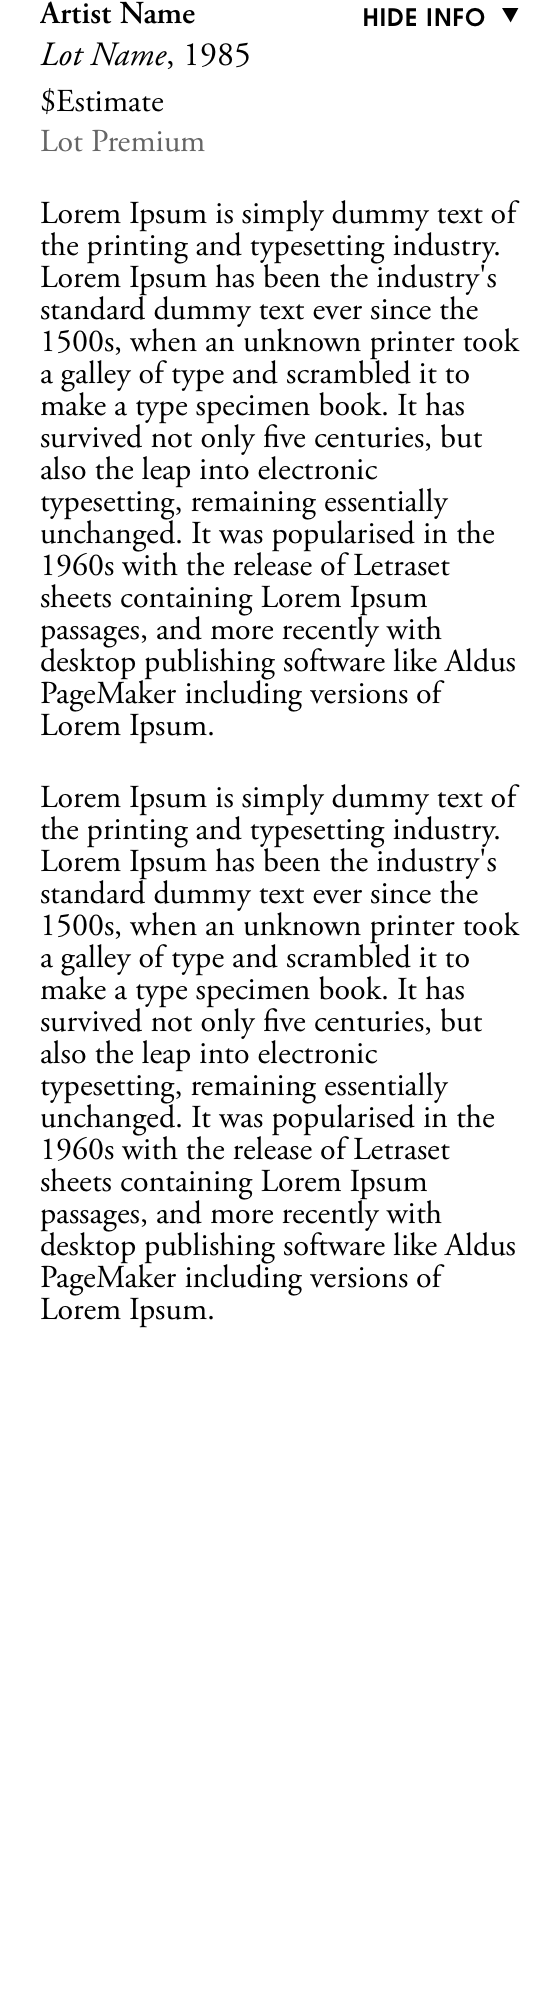 Artist Name
HIDE INFO ▼
Lot Name, 1985
$Estimate
Lot Premium
Lorem Ipsum is simply dummy text of
the printing and typesetting industry.
Lorem Ipsum has been the industry's
standard dummy text ever since the
1500s, when an unknown printer took
a galley of type and scrambled it to
make a type specimen book. It has
survived not only five centuries, but
also the leap into electronic
typesetting, remaining essentially
unchanged. It was popularised in the
1960s with the release of Letraset
sheets containing Lorem Ipsum
passages, and more recently with
desktop publishing software like Aldus
PageMaker including versions of
Lorem Ipsum.
Lorem Ipsum is simply dummy text of
the printing and typesetting industry.
Lorem Ipsum has been the industry's
standard dummy text ever since the
1500s, when an unknown printer took
a galley of type and scrambled it to
make a type specimen book. It has
survived not only five centuries, but
also the leap into electronic
typesetting, remaining essentially
unchanged. It was popularised in the
1960s with the release of Letraset
sheets containing Lorem Ipsum
passages, and more recently with
desktop publishing software like Aldus
PageMaker including versions of
Lorem Ipsum.